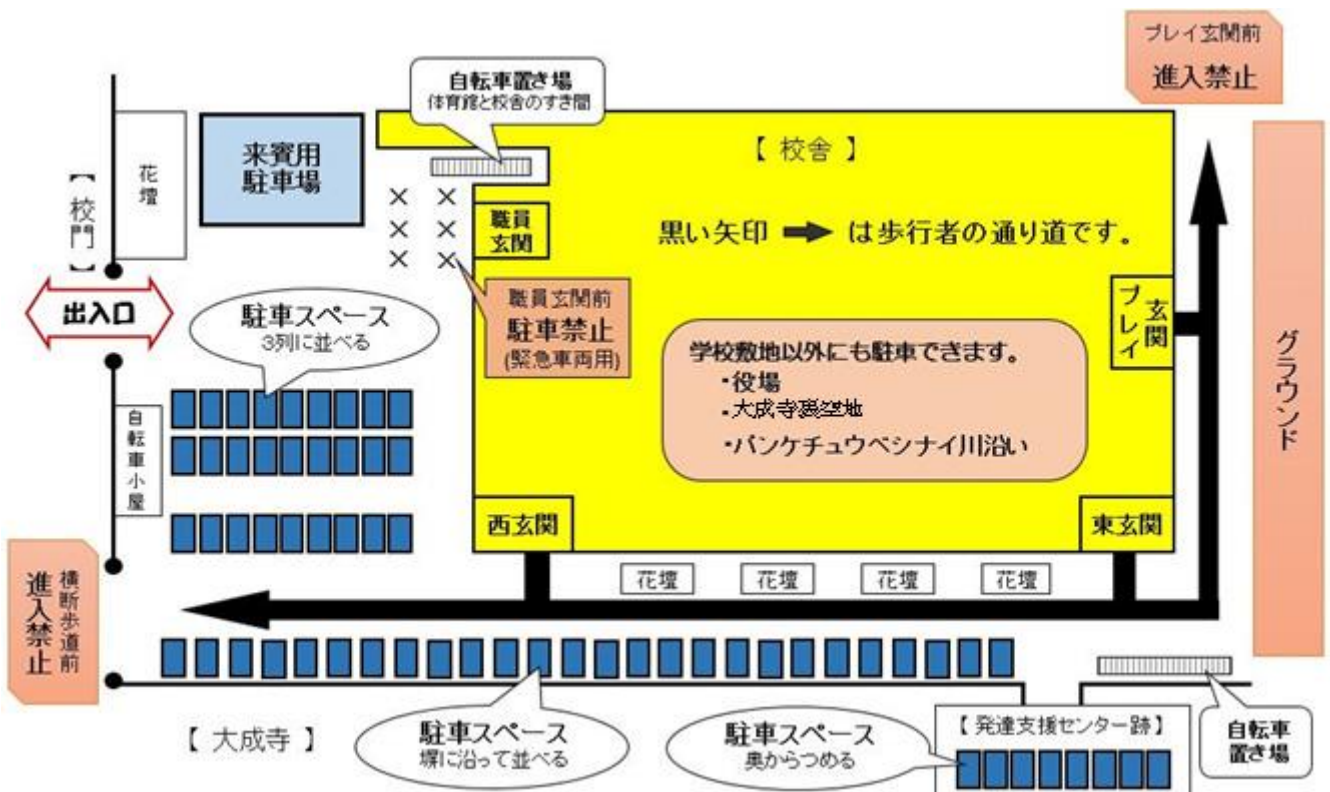 プレイ玄関前
進入禁止
自転車置き場
体育館と校舎のすき間
【 校舎 】
来賓用
駐車場
花壇
【 校門 】
職員
玄関
黒い矢印 ➡ は歩行者の通り道です。
出入口
駐車スペース
3列に並べる
職員玄関前
駐車禁止
(緊急車両用)
プレイ
玄関
グラウンド
学校敷地以外にも駐車できます。
・役場
・大成寺裏空地
・パンケチュウベシナイ川沿い
自転車小屋
西玄関
東玄関
花壇
花壇
花壇
花壇
横断歩道前
進入禁止
【 大成寺 】
駐車スペース
塀に沿って並べる
駐車スペース
奥からつめる
【 発達支援センター跡 】
自転車
置き場